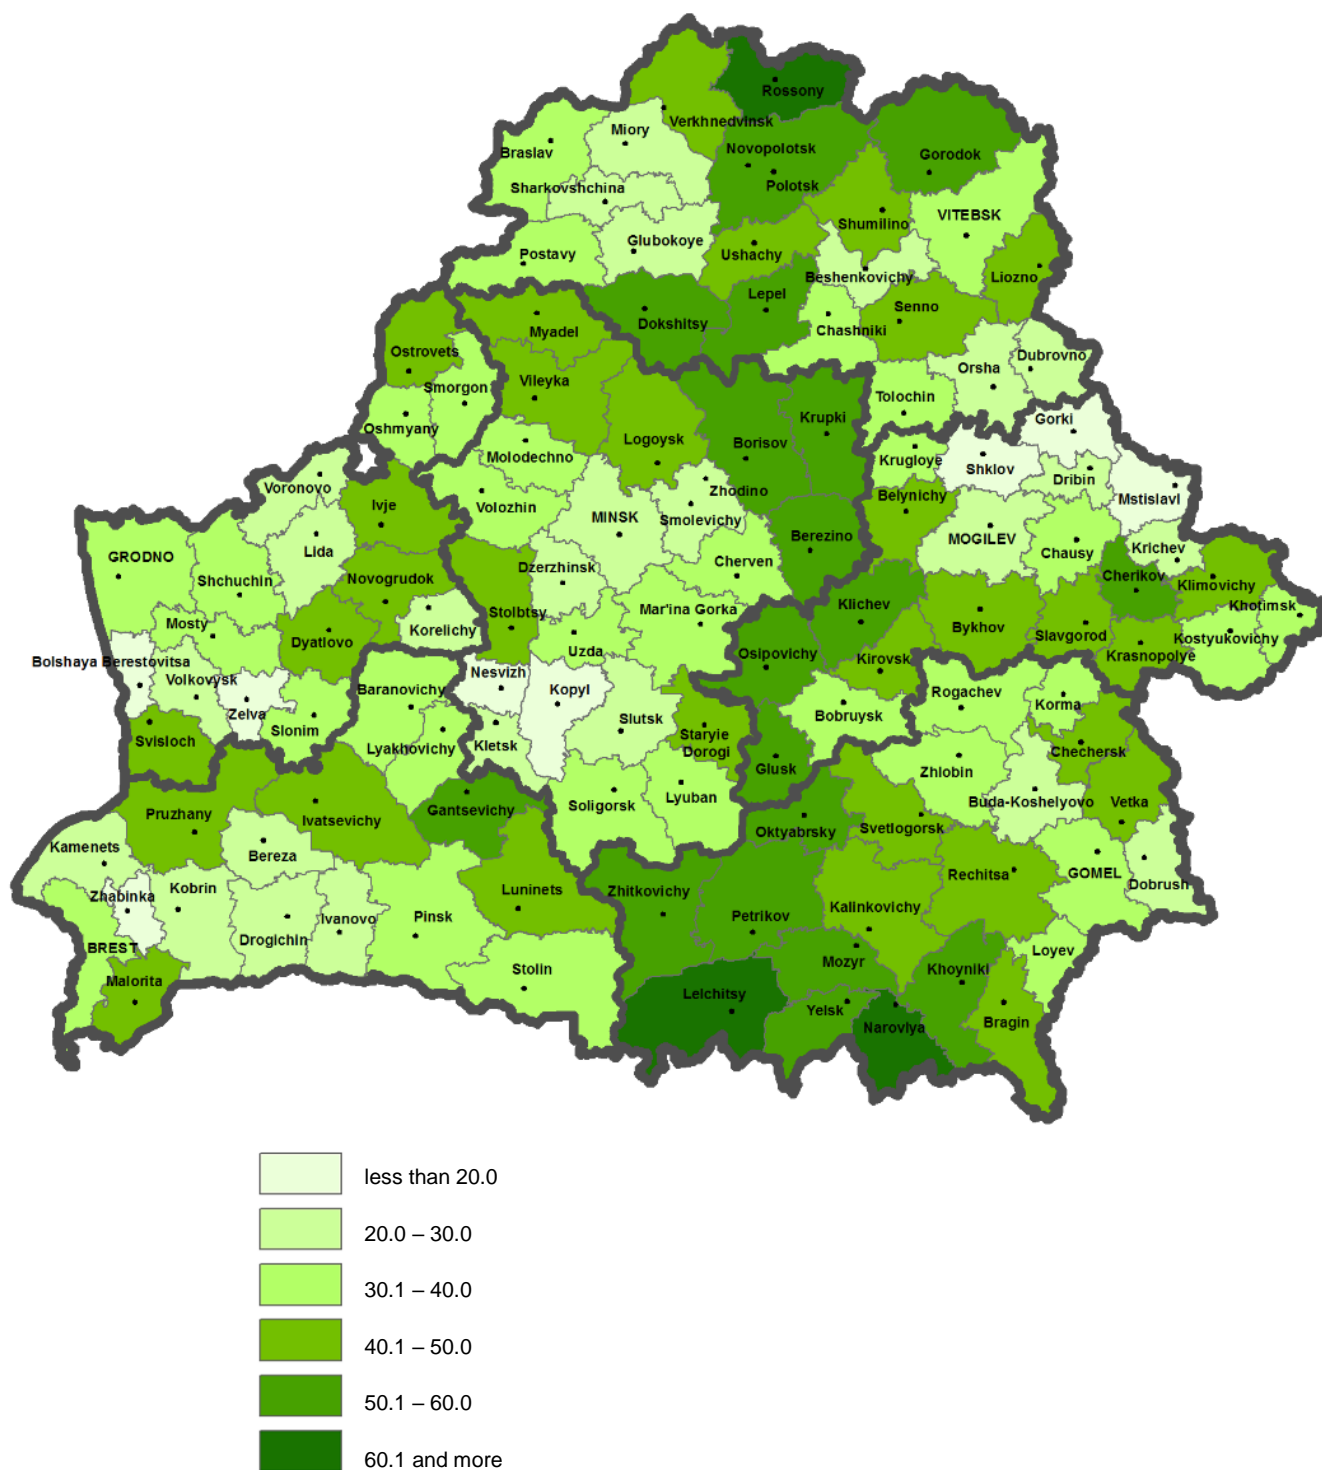 Rossony
Verkhnedvinsk
Miory
Braslav
Novopolotsk
Polotsk
Gorodok
Sharkovshchina
Shumilino
VITEBSK
Glubokoye
Postavy
Ushachy
Beshenkovichy
Liozno
Lepel
Dokshitsy
Chashniki
Senno
Myadel
Ostrovets
Dubrovno
Orsha
Vileyka
Smorgon
Tolochin
Oshmyany
Krupki
Gorki
Logoysk
Borisov
Molodechno
Krugloye
Shklov
Dribin
Voronovo
Zhodino
Mstislavl
Ivje
Volozhin
Belynichy
Smolevichy
MINSK
Lida
Berezino
MOGILEV
Chausy
Krichev
GRODNO
Cherven
Dzerzhinsk
Cherikov
Klimovichy
Shchuchin
Novogrudok
Klichev
Khotimsk
Stolbtsy
Mar'ina Gorka
Mosty
Korelichy
Bykhov
Slavgorod
Kostyukovichy
Dyatlovo
Uzda
Osipovichy
Krasnopolye
Bolshaya Berestovitsa
Kirovsk
Nesvizh
Volkovysk
Baranovichy
Kopyl
Rogachev
Korma
Zelva
Slonim
Slutsk
Bobruysk
Staryie
Dorogi
Svisloch
Lyakhovichy
Kletsk
Chechersk
Glusk
Zhlobin
Lyuban
Buda-Koshelyovo
Vetka
Pruzhany
Ivatsevichy
Gantsevichy
Soligorsk
Oktyabrsky
Svetlogorsk
Kamenets
Bereza
Rechitsa
GOMEL
Dobrush
Zhabinka
Kobrin
Luninets
Zhitkovichy
Kalinkovichy
Ivanovo
Pinsk
Petrikov
Drogichin
BREST
Loyev
Mozyr
Khoyniki
Stolin
Malorita
Lelchitsy
Yelsk
Narovlya
Bragin
less than 20.0
20.0 – 30.0
30.1 – 40.0
40.1 – 50.0
50.1 – 60.0
60.1 and more